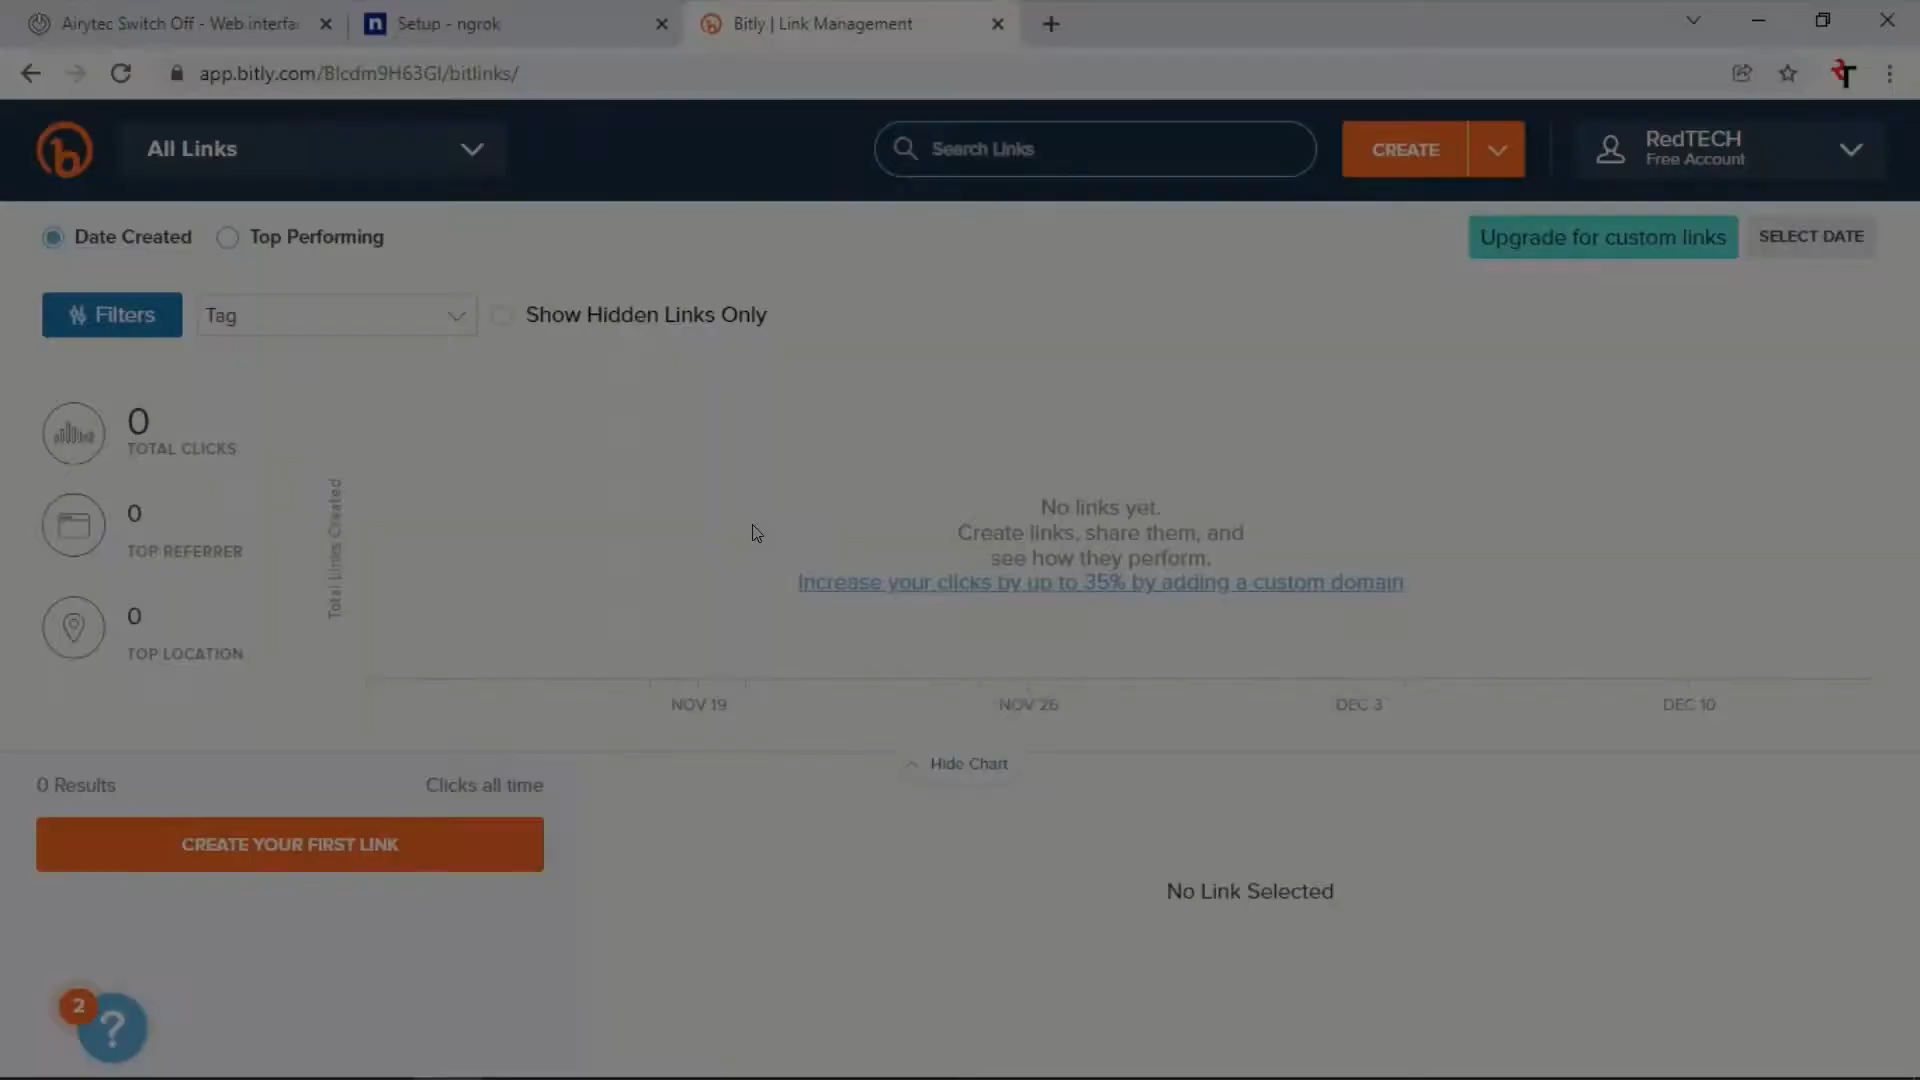 Airytec Switch Off - Web interfa
Setup - ngrok
Bitly | Link Management
app.bitly.com/Blcdm9H63Gl/bitlinks/
All Links
Search Links
CREATE
RedTECH
Free Account
Date Created
Top Performing
Upgrade for custom links
SELECT DATE
Filters
Tag
Show Hidden Links Only
0
TOTAL CLICKS
0
TOP REFERRER
0
TOP LOCATION
Total Links Created
No links yet.
Create links, share them, and
see how they perform.
Increase your clicks by up to 35% by adding a custom domain
NOV 19
NOV 26
DEC 3
DEC 10
Hide Chart
0 Results
Clicks all time
CREATE YOUR FIRST LINK
No Link Selected
2
?